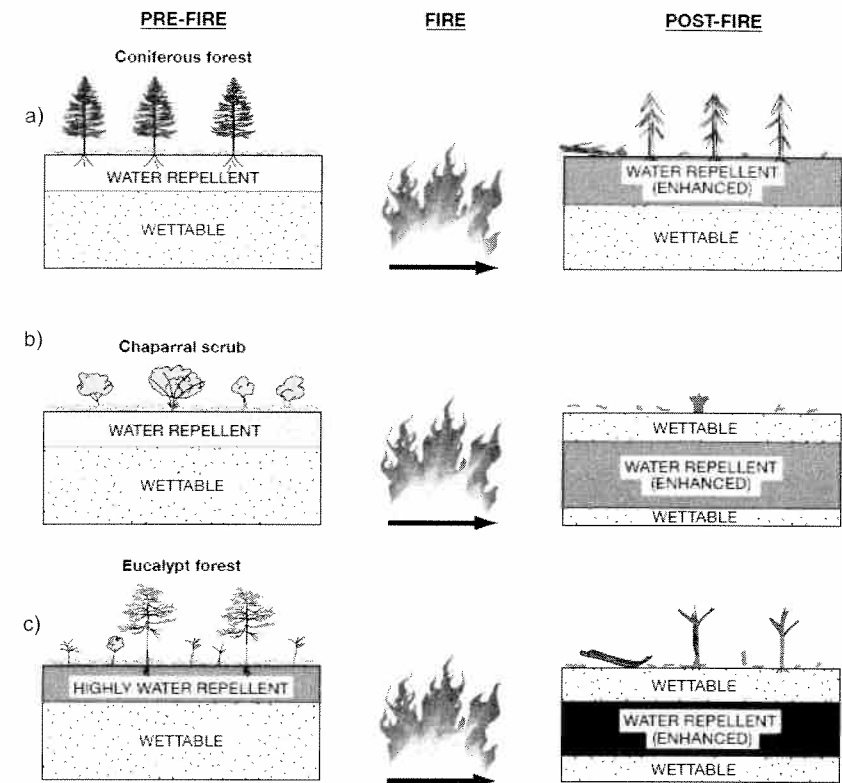 PRE-FIRE
FIRE
POST-FIRE
Coniferous forest
a)
WATER REPELLENT
WETTABLE
WATER REPELLENT
(ENHANCED)
WETTABLE
b)
Chaparral scrub
WATER REPELLENT
WETTABLE
WETTABLE
WATER REPELLENT
(ENHANCED)
WETTABLE
Eucalypt forest
c)
HIGHLY WATER REPELLENT
WETTABLE
WETTABLE
WATER REPELLENT
(ENHANCED)
WETTABLE